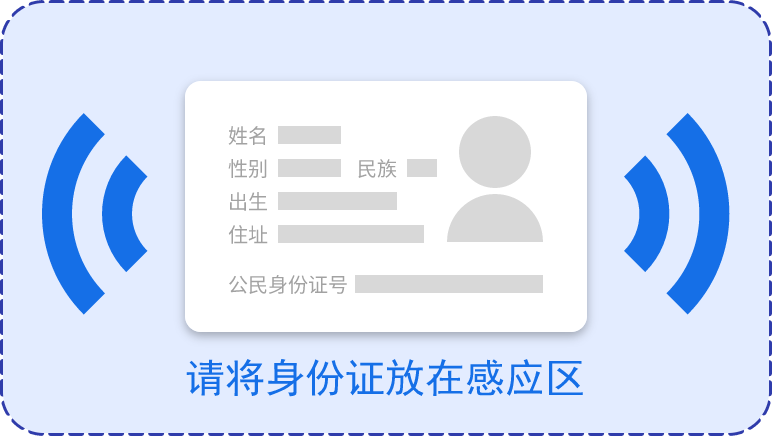 姓名
性别 民族
出生
住址
公民身份证号
请将身份证放在感应区